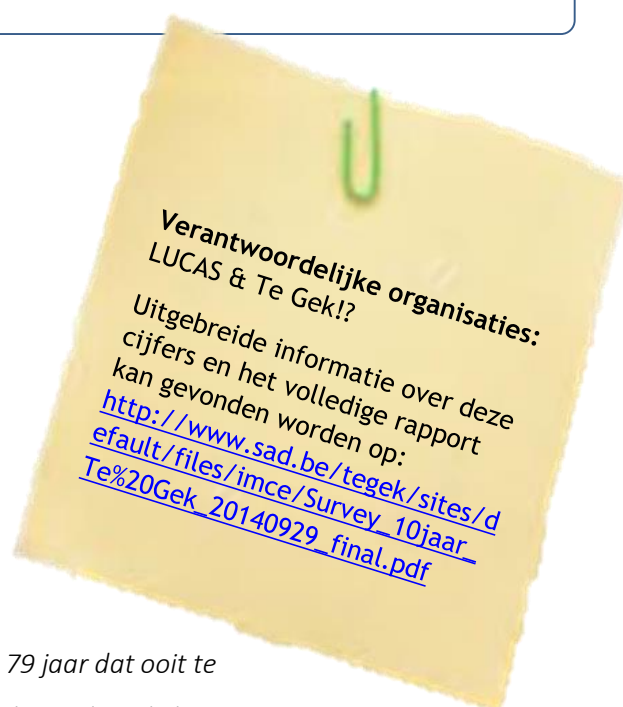 Verantwoordelijke organisaties:
LUCAS & Te Gek!?
Uitgebreide informatie over deze
cijfers en het volledige rapport
kan gevonden worden op:
http://www.sad.be/tegek/sites/d
efault/files/imce/Survey_10jaar_
Te%20Gek_20140929_final.pdf
79 jaar dat ooit te